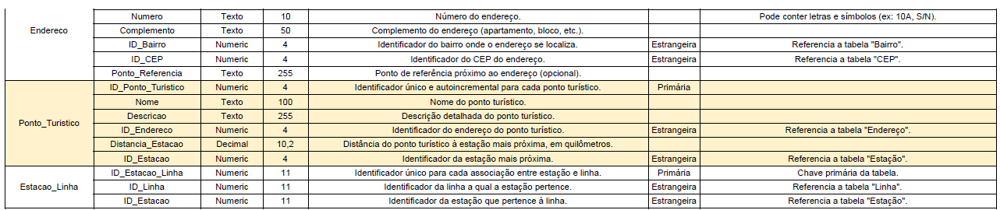 Endereco
Numero Texto 10 Número do endereço. Pode conter letras e símbolos (ex: 10A, S/N).
Complemento Texto 50 Complemento do endereço (apartamento, bloco, etc.).
ID_Bairro Numeric 4 Identificador do bairro onde o endereço se localiza. Estrangeira Referencia a tabela "Bairro".
ID_CEP Numeric 4 Identificador do CEP do endereço. Estrangeira Referencia a tabela "CEP".
Ponto_Referência Texto 255 Ponto de referência próximo ao endereço (opcional).
Ponto_Turistico
ID_Ponto_Turistico Numeric 4 Identificador único e autoincremental para cada ponto turístico. Primária
Nome Texto 100 Nome do ponto turístico.
Descricao Texto 255 Descrição detalhada do ponto turístico.
ID_Endereco Numeric 4 Identificador do endereço do ponto turístico. Estrangeira Referencia a tabela "Endereço".
Distancia_Estacao Decimal 10,2 Distância do ponto turístico à estação mais próxima, em quilômetros.
ID_Estacao Numeric 4 Identificador da estação mais próxima. Estrangeira Referencia a tabela "Estação".
Estacao_Linha
ID_Estacao_Linha Numeric 11 Identificador único para cada associação entre estação e linha. Primária Chave primária da tabela.
ID_Linha Numeric 11 Identificador da linha a qual a estação pertence. Estrangeira Referencia a tabela "Linha".
ID_Estacao Numeric 11 Identificador da estação que pertence à linha. Estrangeira Referencia a tabela "Estação".